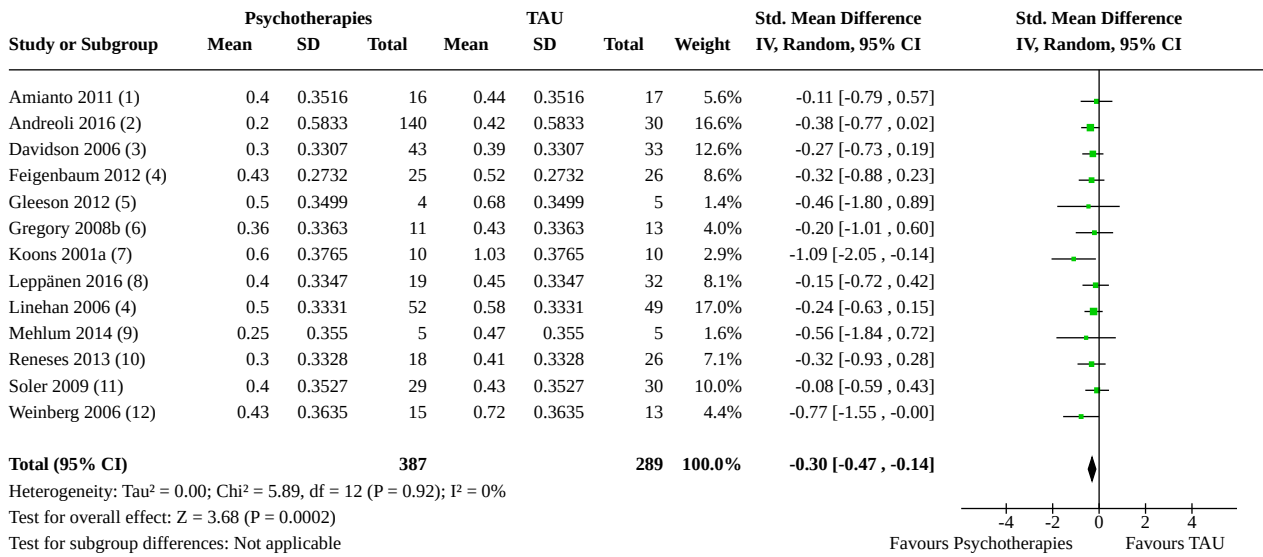 Psychotherapies TAU Std. Mean Difference Std. Mean Difference
Study or Subgroup Mean SD Total Mean SD Total Weight IV, Random, 95% CI IV, Random, 95% CI
Amianto 2011 (1) 0.4 0.3516 16 0.44 0.3516 17 5.6% -0.11 [-0.79 , 0.57]
Andreoli 2016 (2) 0.2 0.5833 140 0.42 0.5833 30 16.6% -0.38 [-0.77 , 0.02]
Davidson 2006 (3) 0.3 0.3307 43 0.39 0.3307 33 12.6% -0.27 [-0.73 , 0.19]
Feigenbaum 2012 (4) 0.43 0.2732 25 0.52 0.2732 26 8.6% -0.32 [-0.88 , 0.23]
Gleeson 2012 (5) 0.5 0.3499 4 0.68 0.3499 5 1.4% -0.46 [-1.80 , 0.89]
Gregory 2008b (6) 0.36 0.3363 11 0.43 0.3363 13 4.0% -0.20 [-1.01 , 0.60]
Koons 2001a (7) 0.6 0.3765 10 1.03 0.3765 10 2.9% -1.09 [-2.05 , -0.14]
Leppänen 2016 (8) 0.4 0.3347 19 0.45 0.3347 32 8.1% -0.15 [-0.72 , 0.42]
Linehan 2006 (4) 0.5 0.3331 52 0.58 0.3331 49 17.0% -0.24 [-0.63 , 0.15]
Mehlum 2014 (9) 0.25 0.355 5 0.47 0.355 5 1.6% -0.56 [-1.84 , 0.72]
Reneses 2013 (10) 0.3 0.3328 18 0.41 0.3328 26 7.1% -0.32 [-0.93 , 0.28]
Soler 2009 (11) 0.4 0.3527 29 0.43 0.3527 30 10.0% -0.08 [-0.59 , 0.43]
Weinberg 2006 (12) 0.43 0.3635 15 0.72 0.3635 13 4.4% -0.77 [-1.55 , -0.00]
Total (95% CI) 387 289 100.0% -0.30 [-0.47 , -0.14]
Heterogeneity: Tau² = 0.00; Chi² = 5.89, df = 12 (P = 0.92); I² = 0%
Test for overall effect: Z = 3.68 (P = 0.0002)
Test for subgroup differences: Not applicable
-4 -2 0 2 4
Favours Psychotherapies Favours TAU